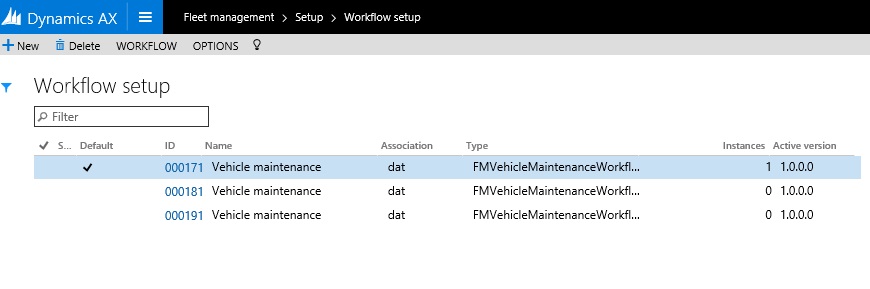 Dynamics AX Fleet management > Setup > Workflow setup
+ New Delete WORKFLOW OPTIONS
Workflow setup
Filter
✓ S... Default ID Name Association Type Instances Active version
✓ 000171 Vehicle maintenance dat FMVehicleMaintenanceWorkfl... 1 1.0.0.0
000181 Vehicle maintenance dat FMVehicleMaintenanceWorkfl... 0 1.0.0.0
000191 Vehicle maintenance dat FMVehicleMaintenanceWorkfl... 0 1.0.0.0